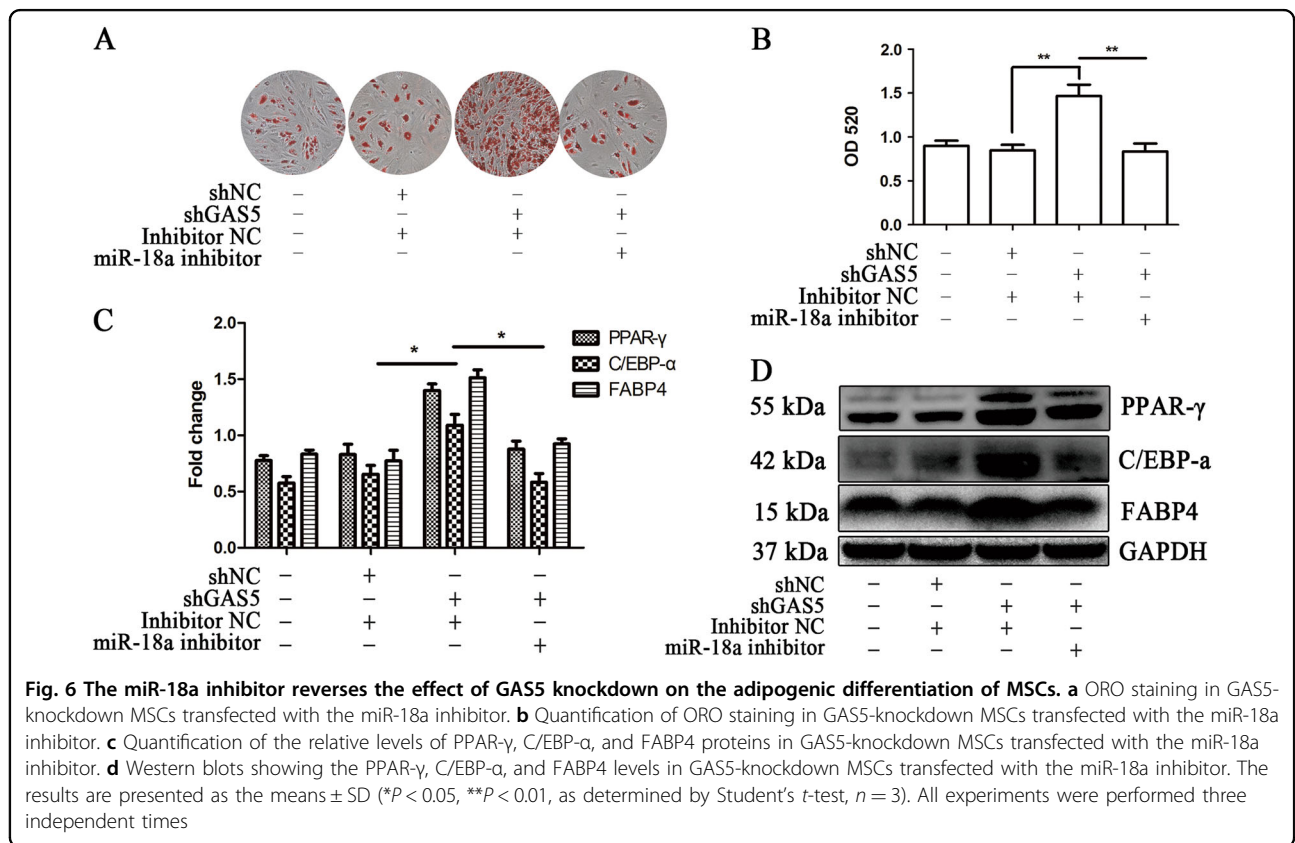 A
shNC – + – –
shGAS5 – – + +
Inhibitor NC – + + –
miR-18a inhibitor – – – +
B
OD 520
2.0
1.5
1.0
0.5
0.0
** **
shNC – + – –
shGAS5 – – + +
Inhibitor NC – + + –
miR-18a inhibitor – – – +
C
Fold change
2.0
1.5
1.0
0.5
0.0
* *
PPAR-γ
C/EBP-α
FABP4
shNC – + – –
shGAS5 – – + +
Inhibitor NC – + + –
miR-18a inhibitor – – – +
D
55 kDa PPAR-γ
42 kDa C/EBP-a
15 kDa FABP4
37 kDa GAPDH
shNC – + – –
shGAS5 – – + +
Inhibitor NC – + + –
miR-18a inhibitor – – – +
Fig. 6 The miR-18a inhibitor reverses the effect of GAS5 knockdown on the adipogenic differentiation of MSCs. a ORO staining in GAS5-
knockdown MSCs transfected with the miR-18a inhibitor. b Quantification of ORO staining in GAS5-knockdown MSCs transfected with the miR-18a
inhibitor. c Quantification of the relative levels of PPAR-γ, C/EBP-α, and FABP4 proteins in GAS5-knockdown MSCs transfected with the miR-18a
inhibitor. d Western blots showing the PPAR-γ, C/EBP-α, and FABP4 levels in GAS5-knockdown MSCs transfected with the miR-18a inhibitor. The
results are presented as the means ± SD (*P < 0.05, **P < 0.01, as determined by Student's t-test, n = 3). All experiments were performed three
independent times